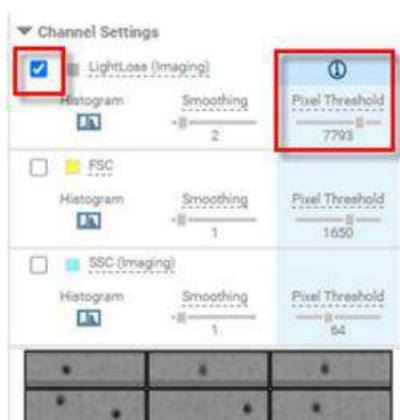 Channel Settings
LightLoss (Imaging)
Histogram Smoothing Pixel Threshold
2 7793
FSC
Histogram Smoothing Pixel Threshold
1 1650
SSC (Imaging)
Histogram Smoothing Pixel Threshold
1 64